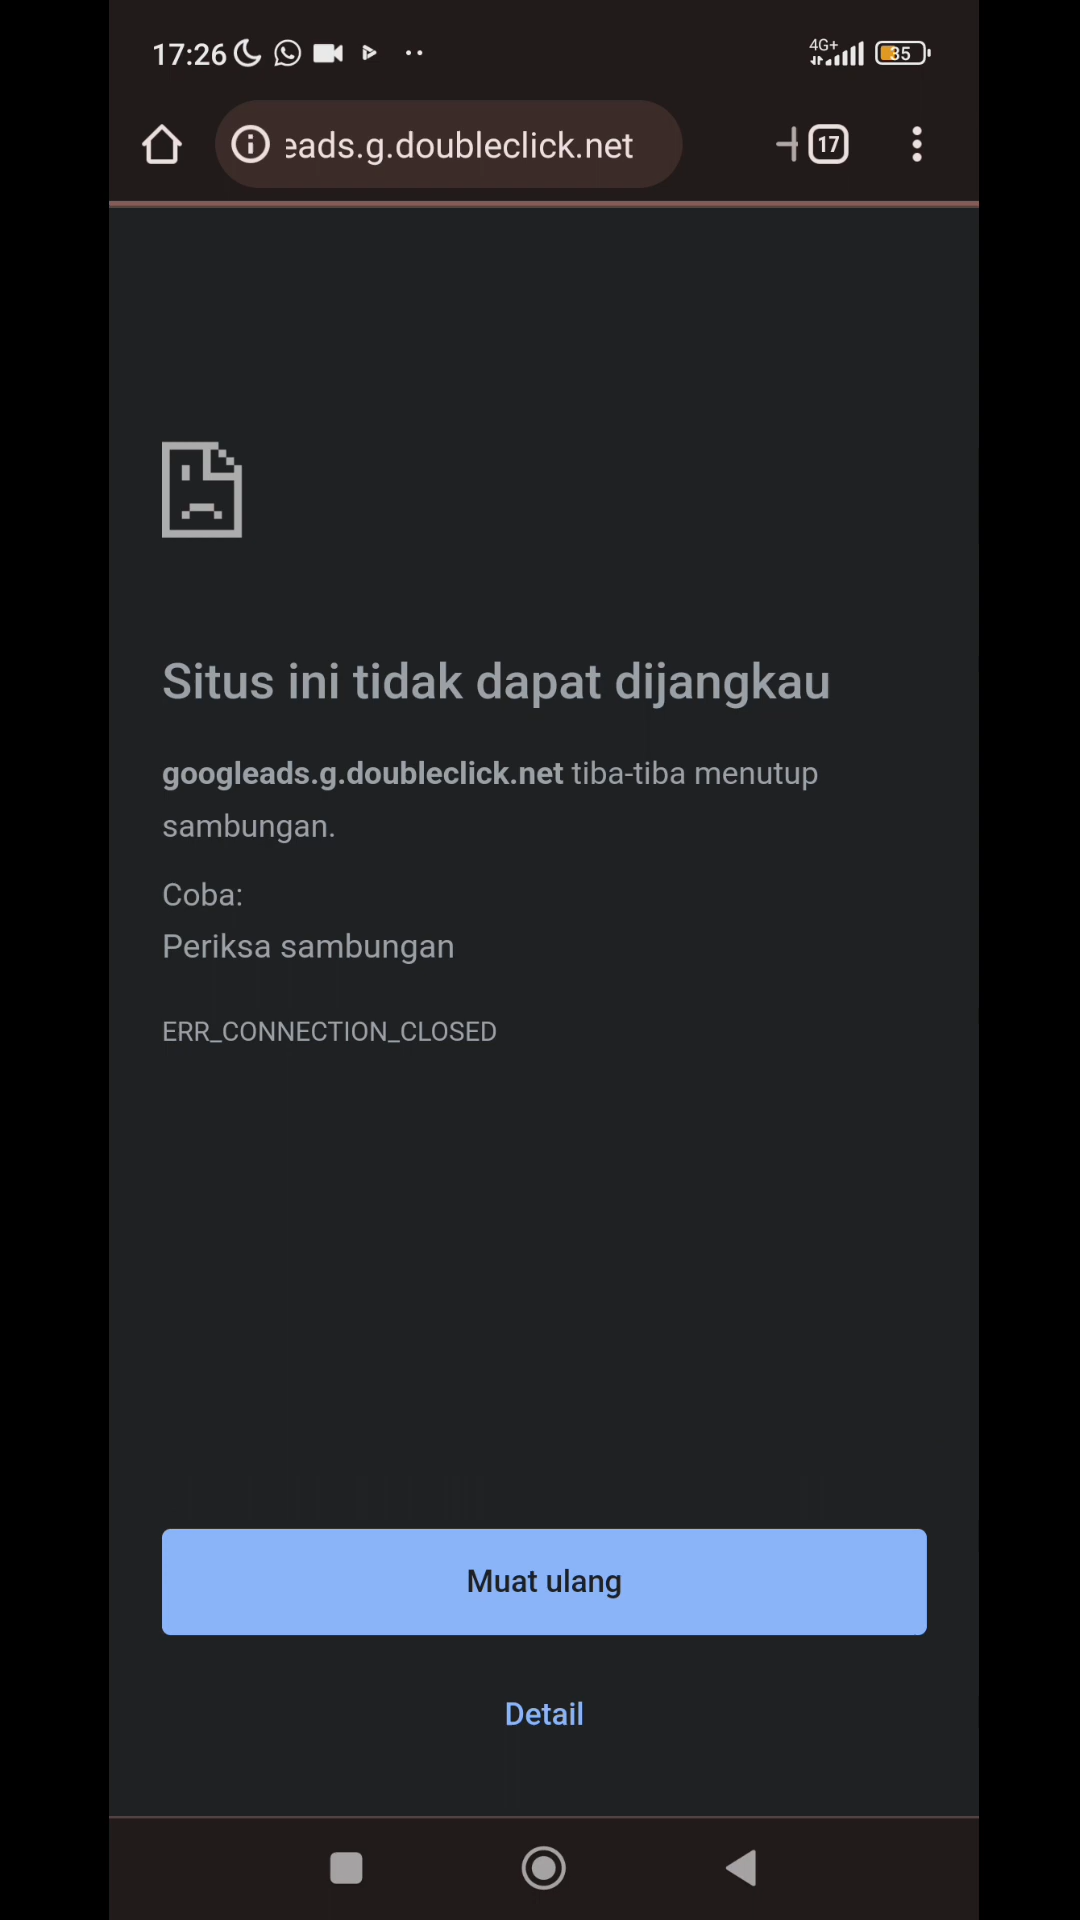 17:26
4G+
35
eads.g.doubleclick.net
17
Situs ini tidak dapat dijangkau
googleads.g.doubleclick.net tiba-tiba menutup
sambungan.
Coba:
Periksa sambungan
ERR_CONNECTION_CLOSED
Muat ulang
Detail